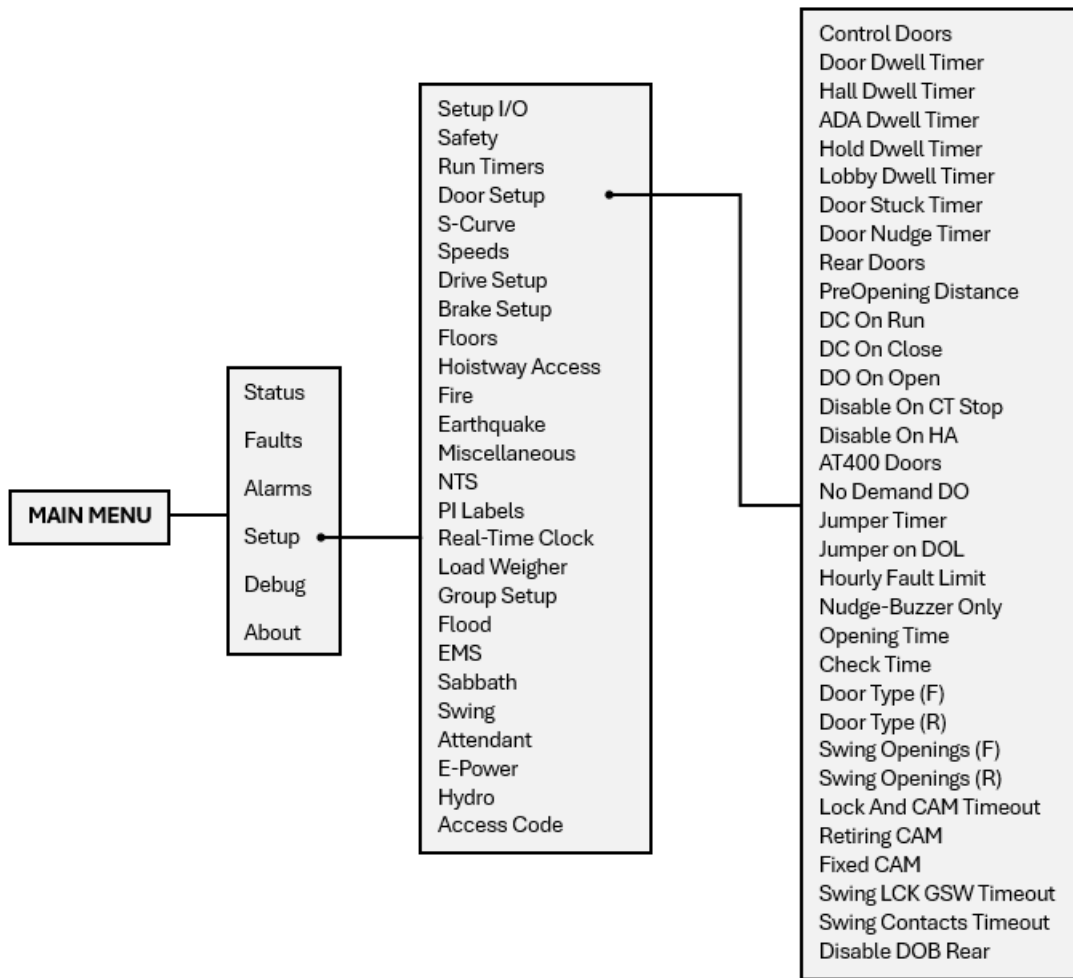 MAIN MENU
Status
Faults
Alarms
Setup
Debug
About
Setup I/O
Safety
Run Timers
Door Setup
S-Curve
Speeds
Drive Setup
Brake Setup
Floors
Hoistway Access
Fire
Earthquake
Miscellaneous
NTS
PI Labels
Real-Time Clock
Load Weigher
Group Setup
Flood
EMS
Sabbath
Swing
Attendant
E-Power
Hydro
Access Code
Control Doors
Door Dwell Timer
Hall Dwell Timer
ADA Dwell Timer
Hold Dwell Timer
Lobby Dwell Timer
Door Stuck Timer
Door Nudge Timer
Rear Doors
PreOpening Distance
DC On Run
DC On Close
DO On Open
Disable On CT Stop
Disable On HA
AT400 Doors
No Demand DO
Jumper Timer
Jumper on DOL
Hourly Fault Limit
Nudge-Buzzer Only
Opening Time
Check Time
Door Type (F)
Door Type (R)
Swing Openings (F)
Swing Openings (R)
Lock And CAM Timeout
Retiring CAM
Fixed CAM
Swing LCK GSW Timeout
Swing Contacts Timeout
Disable DOB Rear